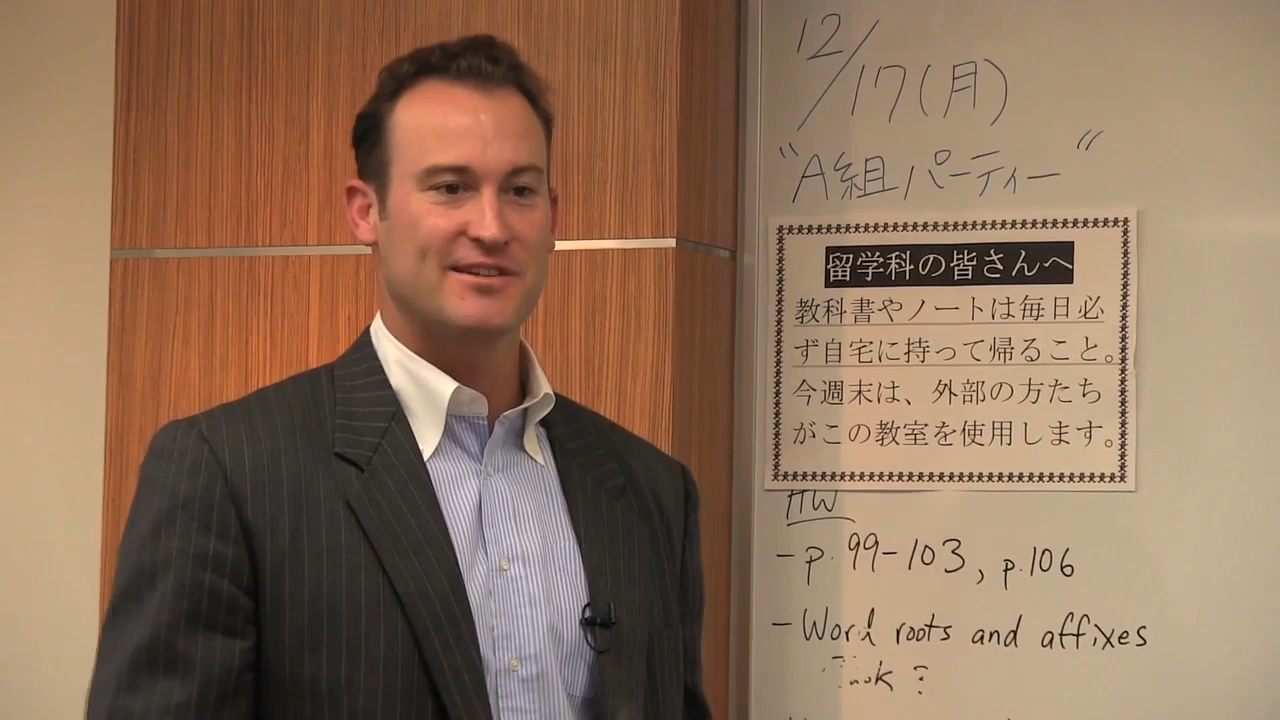 12/17(月)
"A組パーティー"
留学科の皆さんへ
教科書やノートは毎日必
ず自宅に持って帰ること。
今週末は、外部の方たち
がこの教室を使用します。
HW
- p.99-103, p.106
- Word roots and affixes